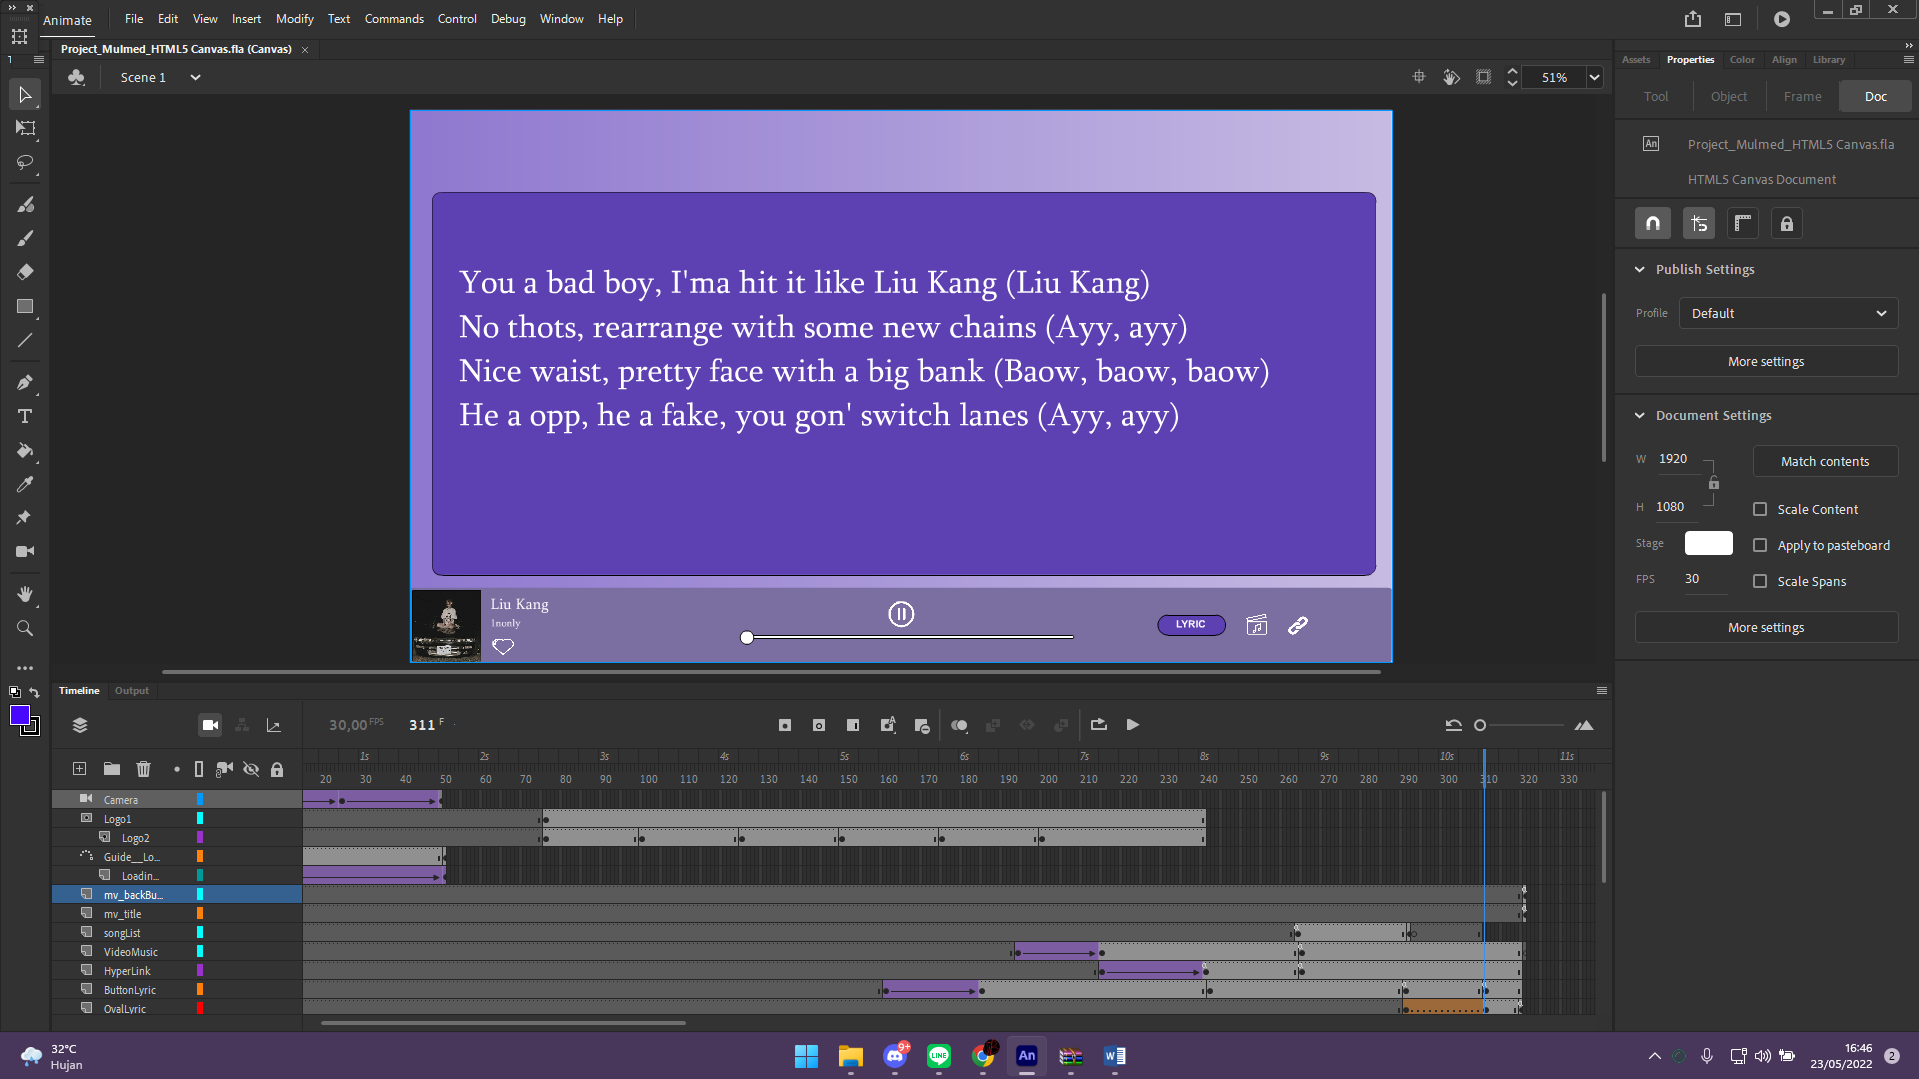 Animate File Edit View Insert Modify Text Commands Control Debug Window Help
Project_Mulmed_HTML5 Canvas.fla (Canvas)
Assets Properties Color Align Library
Scene 1
51%
Tool Object Frame Doc
An Project_Mulmed_HTML5 Canvas.fla
HTML5 Canvas Document
Publish Settings
Profile Default
More settings
Document Settings
W 1920
Match contents
H 1080
Scale Content
Stage
Apply to pasteboard
FPS 30
Scale Spans
More settings
You a bad boy, I'ma hit it like Liu Kang (Liu Kang)
No thots, rearrange with some new chains (Ayy, ayy)
Nice waist, pretty face with a big bank (Baow, baow, baow)
He a opp, he a fake, you gon' switch lanes (Ayy, ayy)
Liu Kang
1nonly
LYRIC
Timeline Output
30,00 FPS 311 F
1s 2s 3s 4s 5s 6s 7s 8s 9s 10s 11s
20 30 40 50 60 70 80 90 100 110 120 130 140 150 160 170 180 190 200 210 220 230 240 250 260 270 280 290 300 310 320 330
Camera
Logo1
Logo2
Guide__Lo...
Loadin...
mv_backBu...
mv_title
songList
VideoMusic
HyperLink
ButtonLyric
OvalLyric
32°C
Hujan
9+
LINE
An
W
16:46
23/05/2022
2